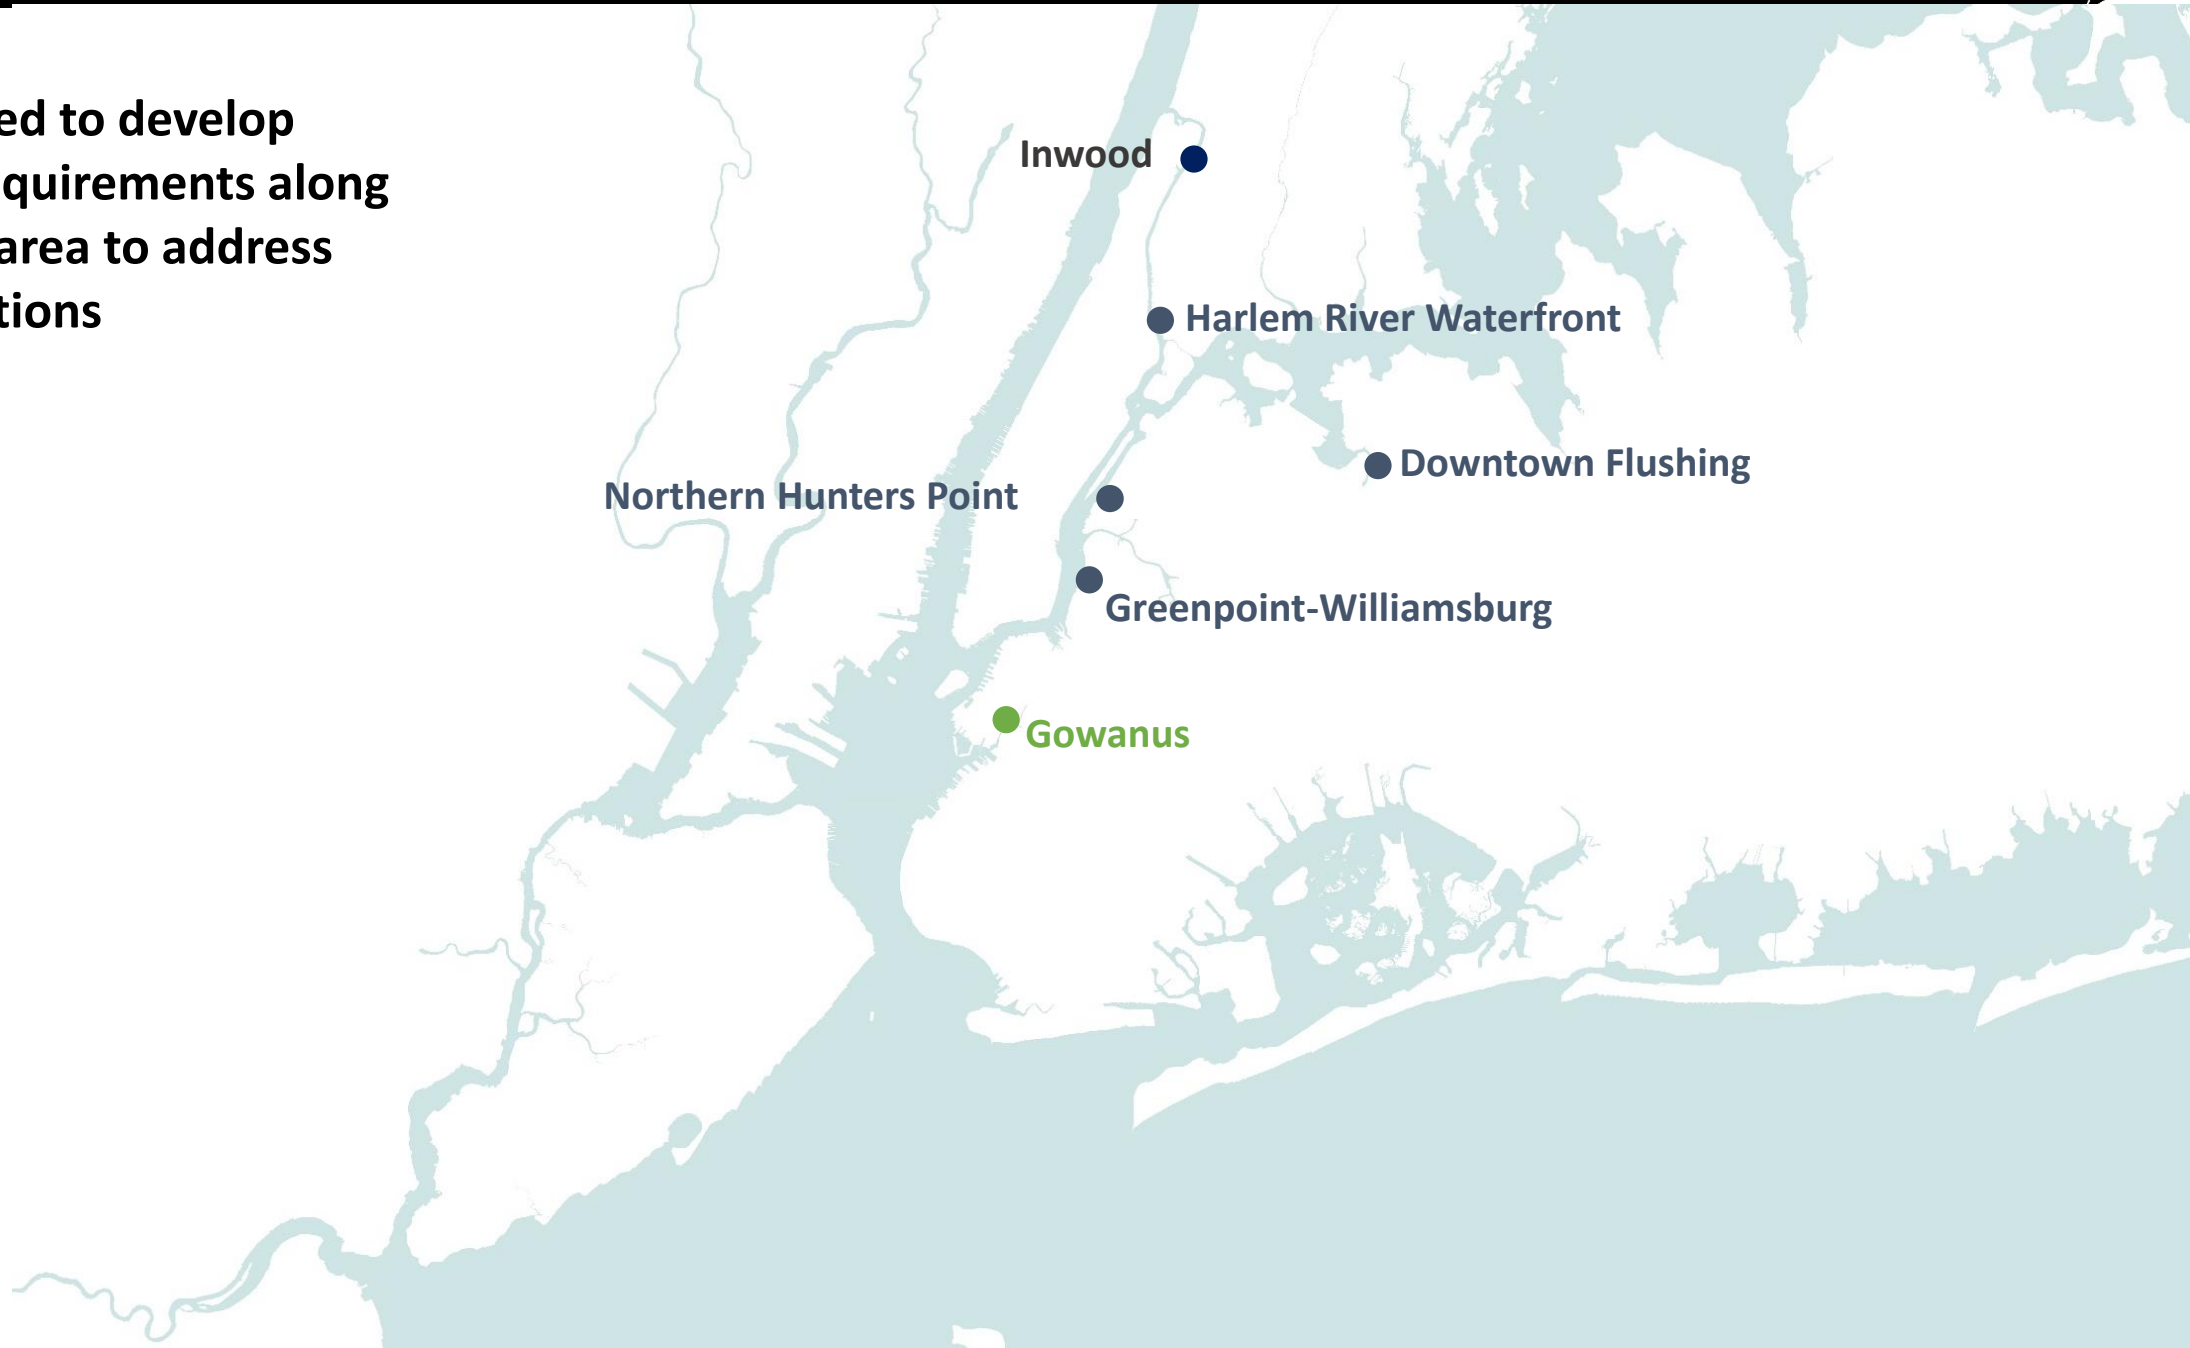 ed to develop
quirements along
area to address
tions
Inwood
Harlem River Waterfront
Downtown Flushing
Northern Hunters Point
Greenpoint-Williamsburg
Gowanus